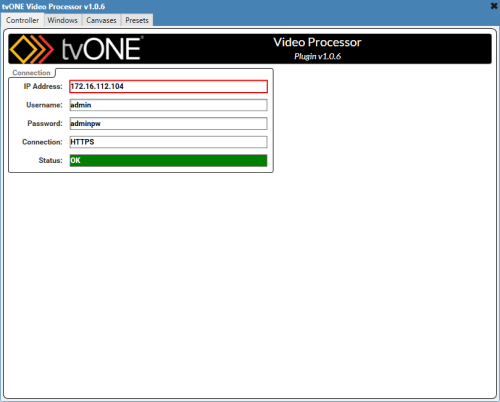 tvONE Video Processor v1.0.6
Controller Windows Canvases Presets
tvONE® Video Processor
Plugin v1.0.6
Connection
IP Address: 172.16.112.104
Username: admin
Password: adminpw
Connection: HTTPS
Status: OK